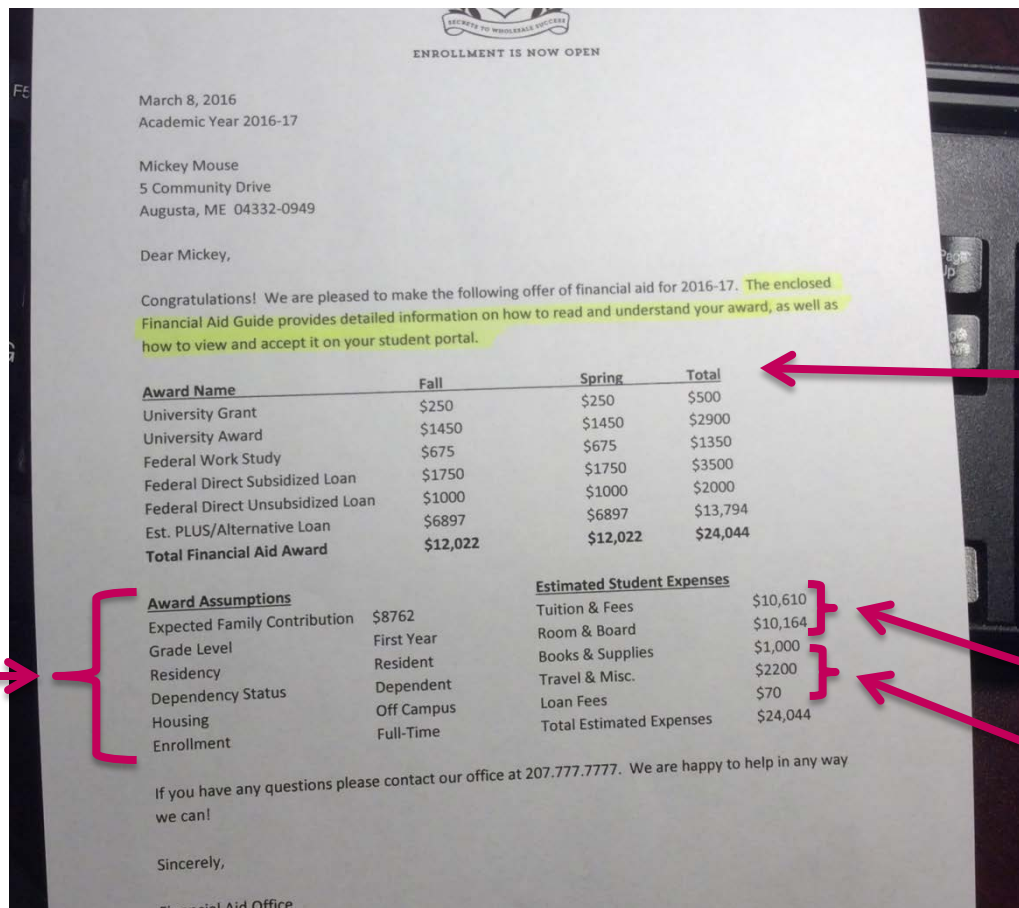 SECRETS TO WHOLESALE SUCCESS
ENROLLMENT IS NOW OPEN
March 8, 2016
Academic Year 2016-17
Mickey Mouse
5 Community Drive
Augusta, ME 04332-0949
Dear Mickey,
Congratulations! We are pleased to make the following offer of financial aid for 2016-17. The enclosed
Financial Aid Guide provides detailed information on how to read and understand your award, as well as
how to view and accept it on your student portal.
Award Name Fall Spring Total
University Grant $250 $250 $500
University Award $1450 $1450 $2900
Federal Work Study $675 $675 $1350
Federal Direct Subsidized Loan $1750 $1750 $3500
Federal Direct Unsubsidized Loan $1000 $1000 $2000
Est. PLUS/Alternative Loan $6897 $6897 $13,794
Total Financial Aid Award $12,022 $12,022 $24,044
Award Assumptions
Expected Family Contribution $8762
Grade Level First Year
Residency Resident
Dependency Status Dependent
Housing Off Campus
Enrollment Full-Time
Estimated Student Expenses
Tuition & Fees $10,610
Room & Board $10,164
Books & Supplies $1,000
Travel & Misc. $2200
Loan Fees $70
Total Estimated Expenses $24,044
If you have any questions please contact our office at 207.777.7777. We are happy to help in any way
we can!
Sincerely,
Financial Aid Office
Page
Up